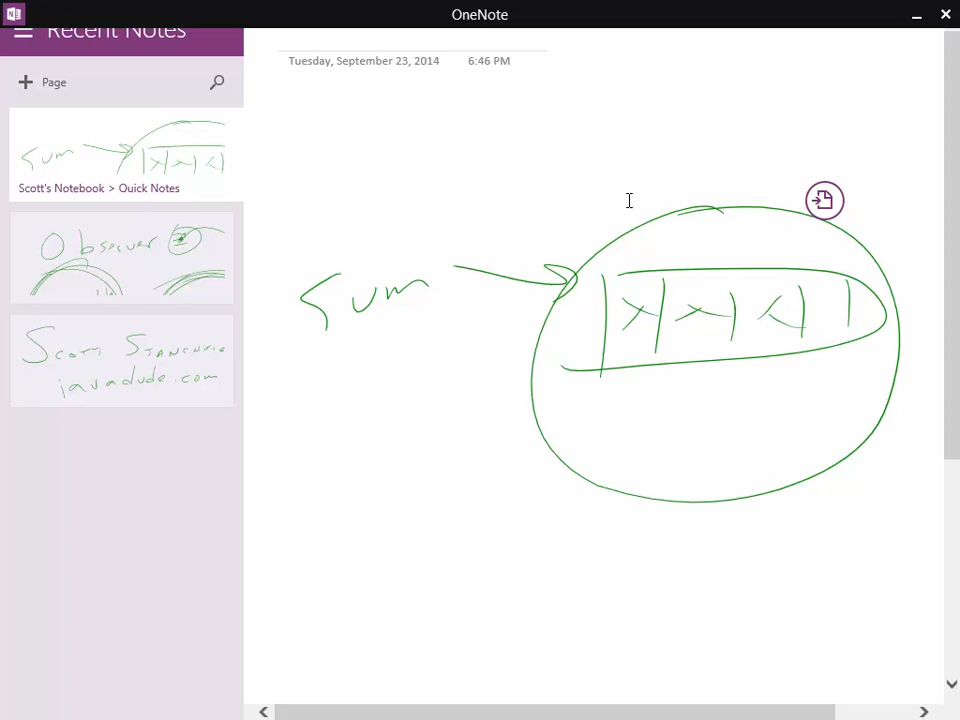 OneNote
Recent Notes
Page
Tuesday, September 23, 2014 6:46 PM
Sum
|x|x|x| |
Sum
|x|x|x|
Scott's Notebook > Quick Notes
Observer
Scott
javadude.com